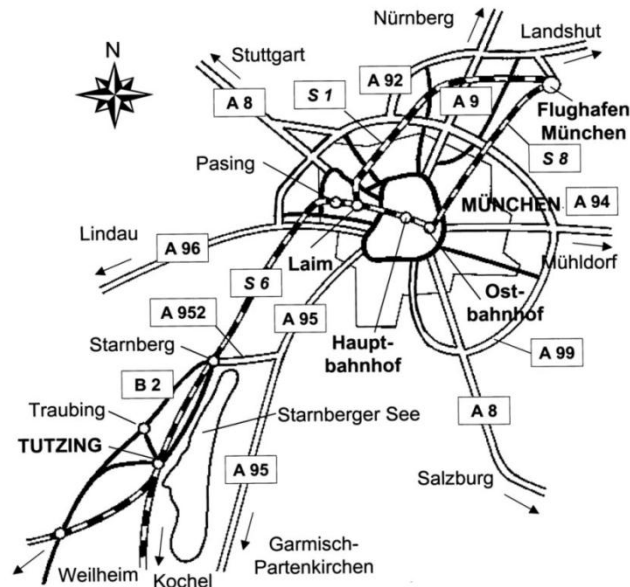 Nürnberg
Landshut
N
Stuttgart
A 92
S 1
A 8
A 9
Flughafen
München
Pasing
S 8
MÜNCHEN
A 94
Lindau
A 96
Laim
Mühldorf
S 6
Ost-
bahnhof
A 952
A 95
Haupt-
bahnhof
A 99
Starnberg
B 2
Starnberger See
A 8
Traubing
TUTZING
A 95
Salzburg
Garmisch-
Partenkirchen
Weilheim
Kochel